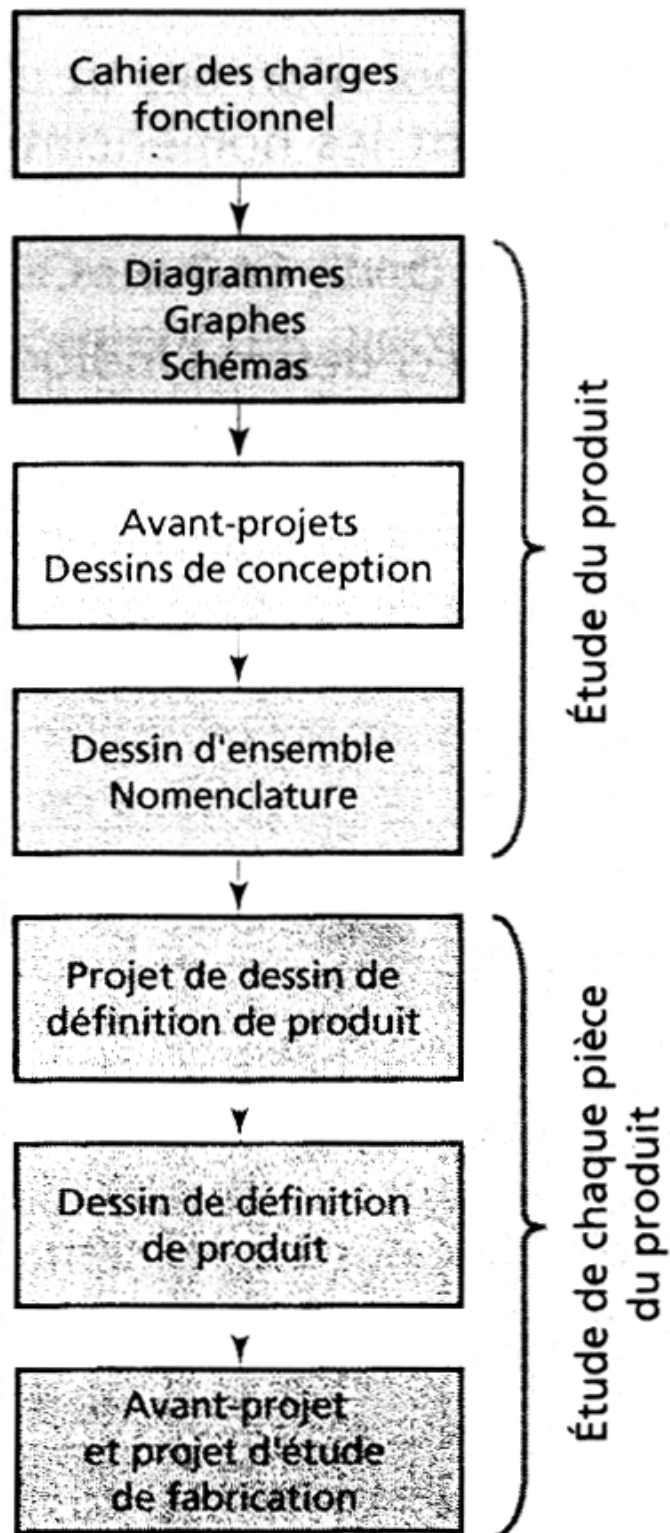 Cahier des charges
fonctionnel
Diagrammes
Graphes
Schémas
Avant-projets
Dessins de conception
Dessin d'ensemble
Nomenclature
Étude du produit
Projet de dessin de
définition de produit
Dessin de définition
de produit
Avant-projet
et projet d'étude
de fabrication
Étude de chaque pièce
du produit